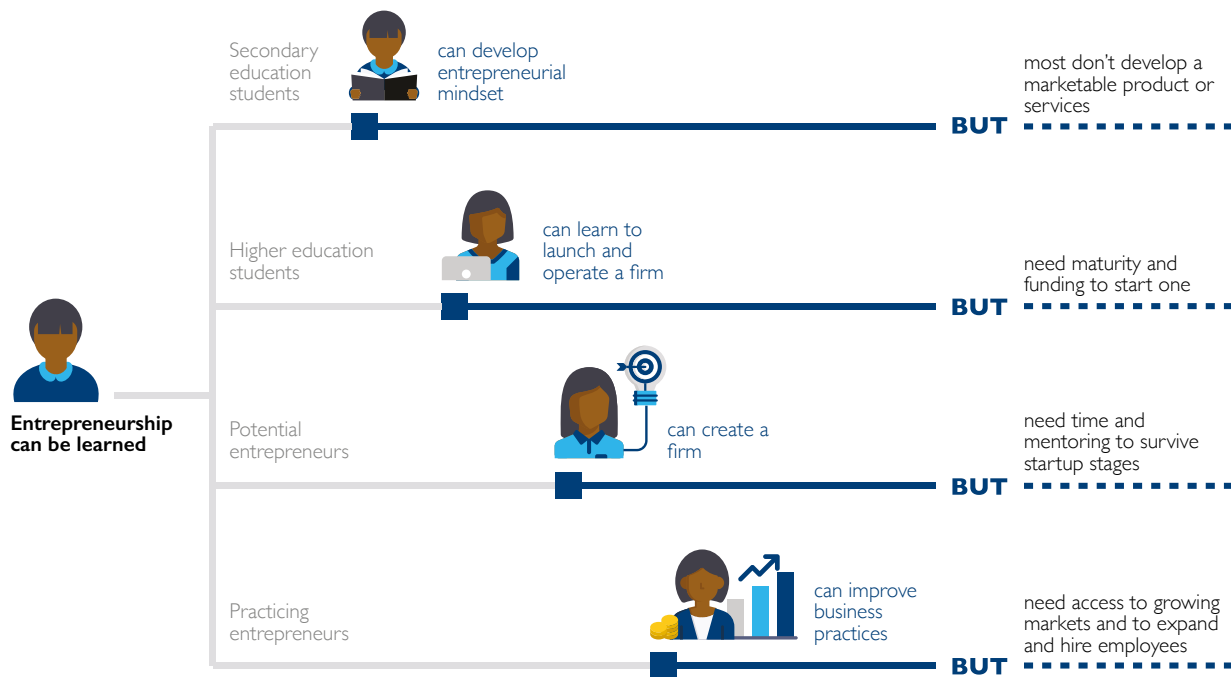 Secondary
education
students
can develop
entrepreneurial
mindset
BUT
most don’t develop a
marketable product or
services
Higher education
students
can learn to
launch and
operate a firm
BUT
need maturity and
funding to start one
Entrepreneurship
can be learned
Potential
entrepreneurs
can create a
firm
BUT
need time and
mentoring to survive
startup stages
Practicing
entrepreneurs
can improve
business
practices
BUT
need access to growing
markets and to expand
and hire employees